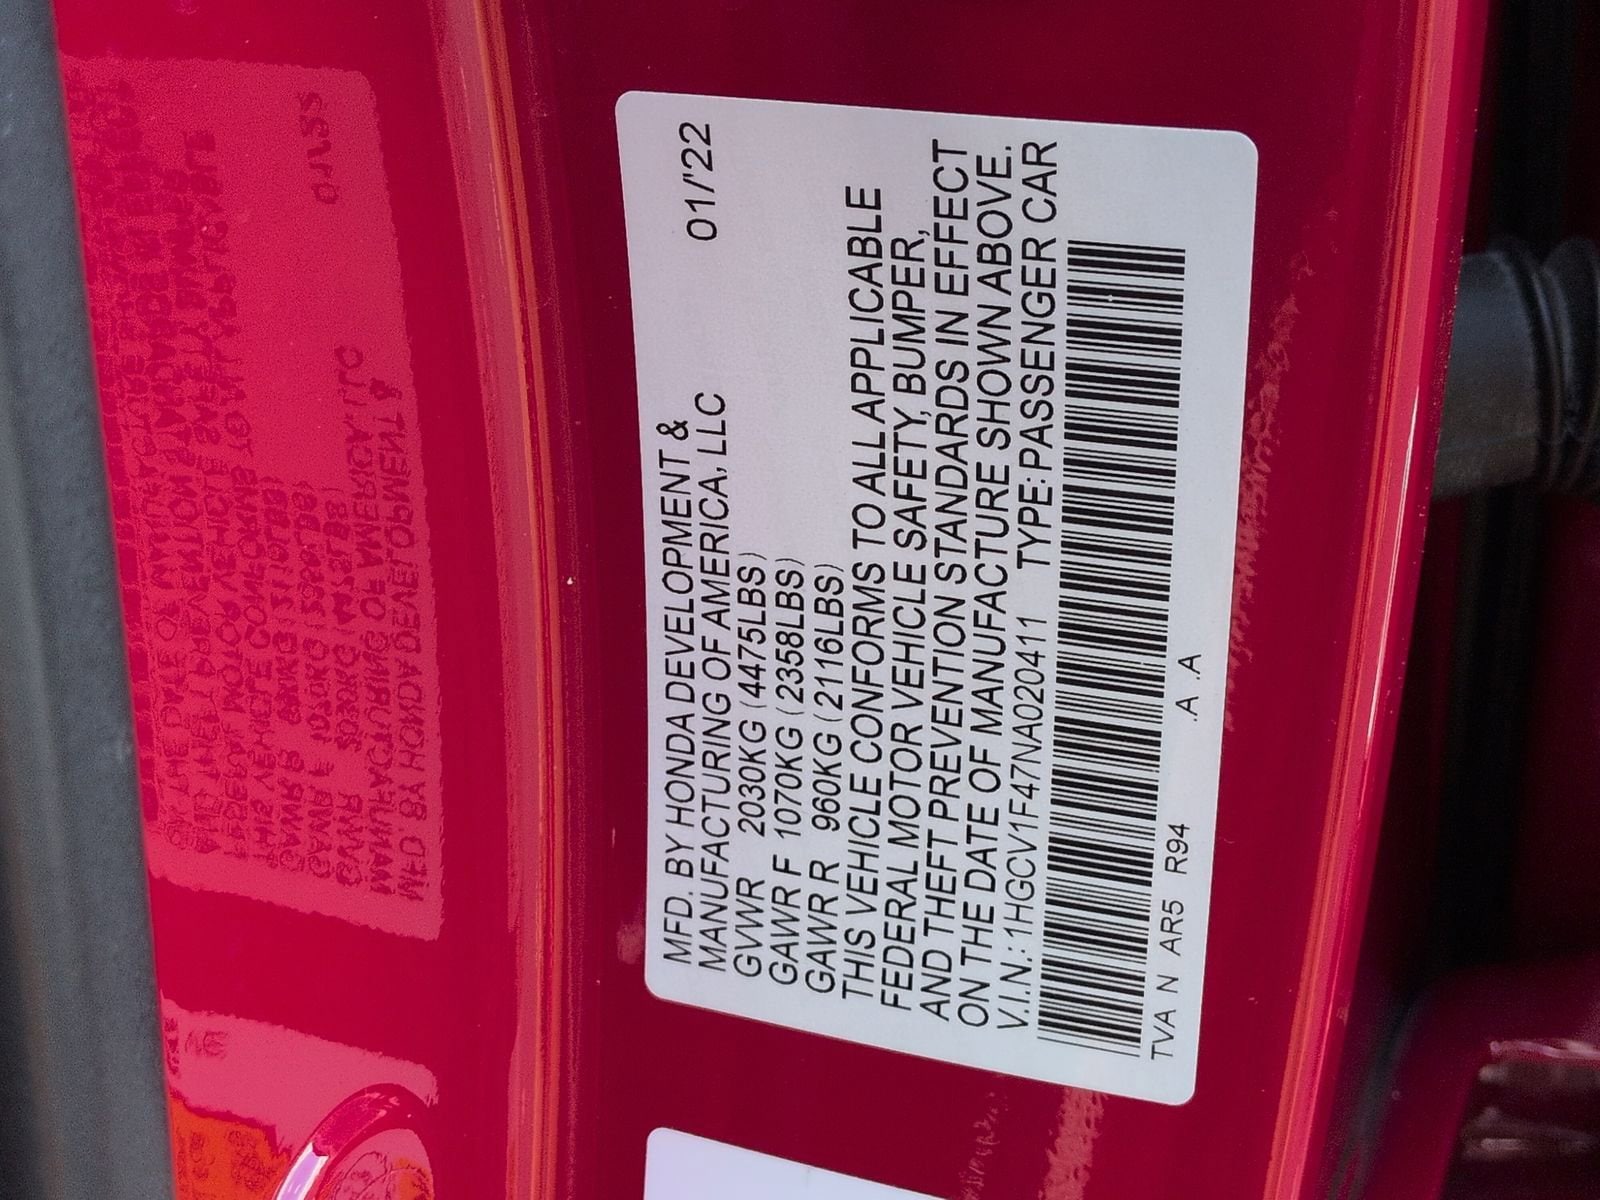 MFD. BY HONDA DEVELOPMENT &
MANUFACTURING OF AMERICA, LLC 01/'22
GVWR 2030KG (4475LBS)
GAWR F 1070KG (2358LBS)
GAWR R 960KG (2116LBS)
THIS VEHICLE CONFORMS TO ALL APPLICABLE
FEDERAL MOTOR VEHICLE SAFETY, BUMPER,
AND THEFT PREVENTION STANDARDS IN EFFECT
ON THE DATE OF MANUFACTURE SHOWN ABOVE.
V.I.N.: 1HGCV1F47NA020411 TYPE: PASSENGER CAR
TVA N AR5 R94 .A .A